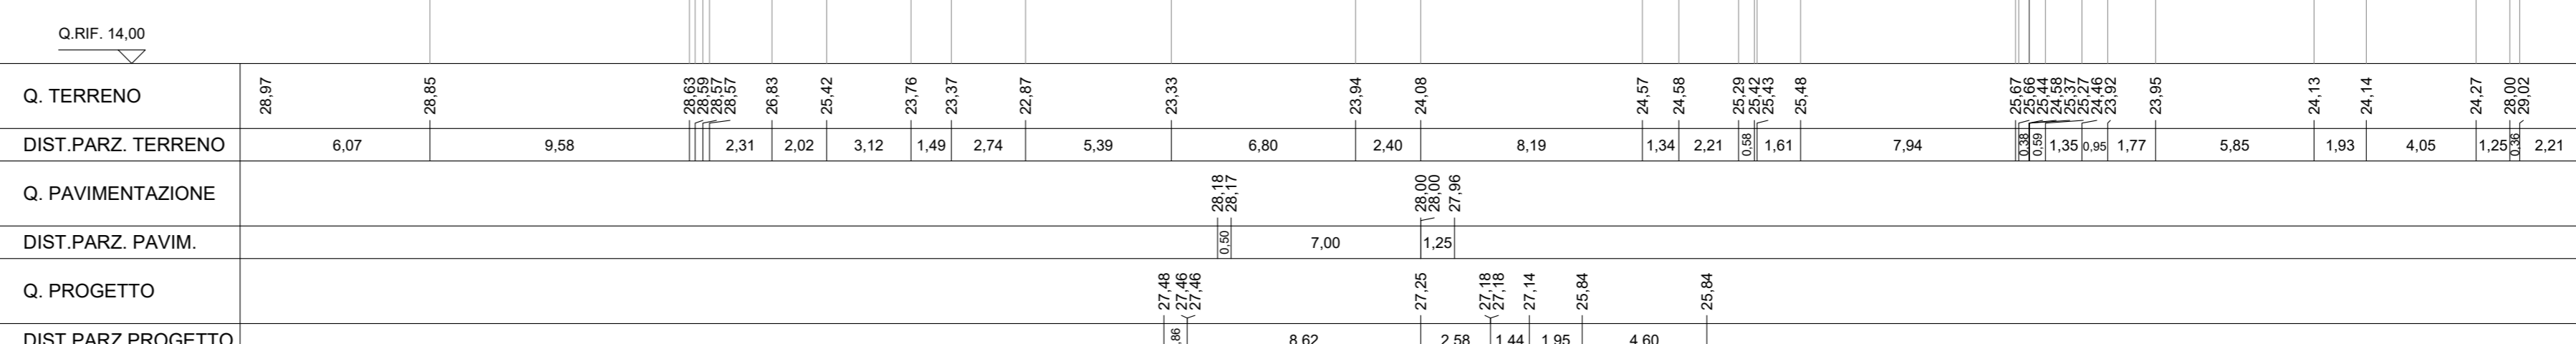 Q.RIF. 14,00
Q. TERRENO 28,97 28,85 28,63 28,59 28,57 28,57 26,83 25,42 23,76 23,37 22,87 23,33 23,94 24,08 24,57 24,58 25,29 25,42 25,43 25,48 25,67 25,66 25,44 24,58 25,37 25,27 24,46 23,92 23,95 24,13 24,14 24,27 28,00 29,02
DIST.PARZ. TERRENO 6,07 9,58 2,31 2,02 3,12 1,49 2,74 5,39 6,80 2,40 8,19 1,34 2,21 0,58 1,61 7,94 0,38 0,59 1,35 0,95 1,77 5,85 1,93 4,05 1,25 0,36 2,21
Q. PAVIMENTAZIONE 28,18 28,17 28,00 28,00 27,96
DIST.PARZ. PAVIM. 0,50 7,00 1,25
Q. PROGETTO 27,48 27,46 27,46 27,25 27,18 27,18 27,14 25,84 25,84
DIST.PARZ.PROGETTO ,86 8,62 2,58 1,44 1,95 4,60